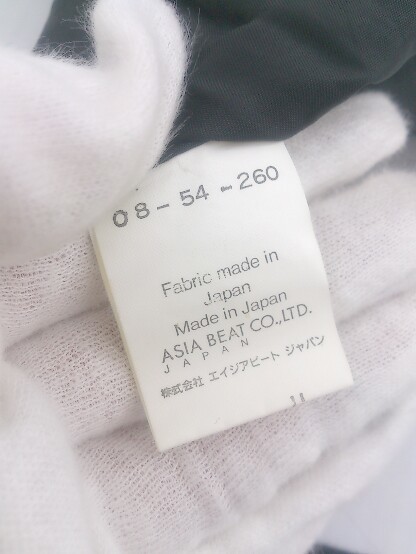 08-54-260
Fabric made in
Japan
Made in Japan
ASIA BEAT CO.,LTD.
JAPAN
株式会社 エイジアビート ジャパン